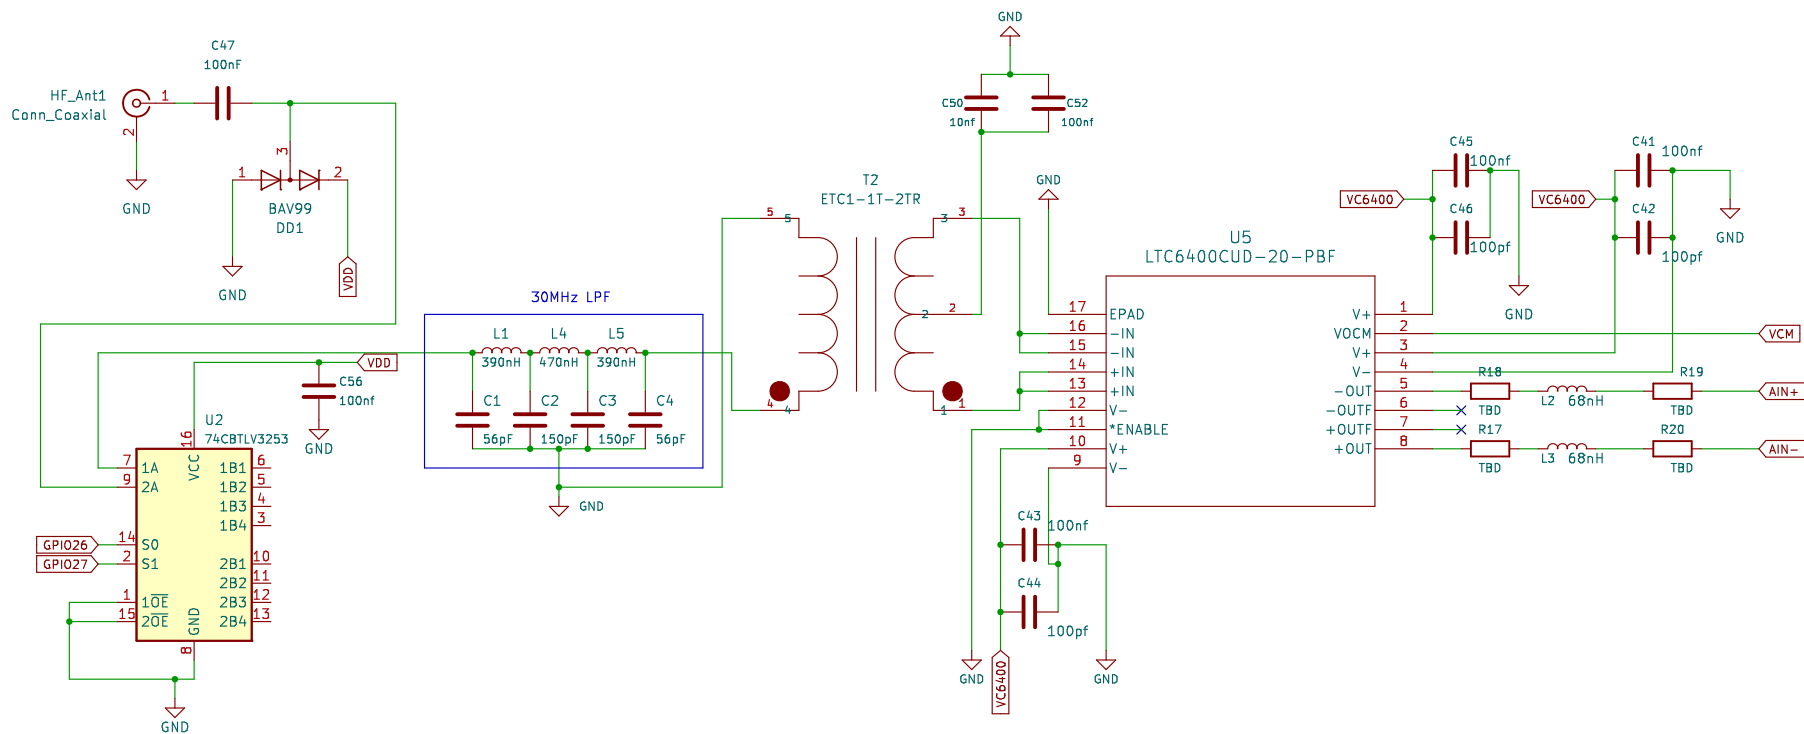 C47
100nF
HF_Ant1
Conn_Coaxial
1
2
GND
3
1
2
BAV99
DD1
GND
VDD
30MHz LPF
L1
390nH
L4
470nH
L5
390nH
C1
56pF
C2
150pF
C3
150pF
C4
56pF
GND
VDD
C56
100nf
GND
U2
74CBTLV3253
16
VCC
7
1A
9
2A
GPIO26
14
S0
GPIO27
2
S1
1
1OE
15
2OE
GND
8
1B1
6
1B2
5
1B3
4
1B4
3
2B1
10
2B2
11
2B3
12
2B4
13
GND
GND
C50
10nf
C52
100nf
T2
ETC1-1T-2TR
5
5
4
4
3
3
2
2
1
1
GND
U5
LTC6400CUD-20-PBF
17
EPAD
16
-IN
15
-IN
14
+IN
13
+IN
12
V-
11
*ENABLE
10
V+
9
V-
V+
1
VOCM
2
V+
3
V-
4
-OUT
5
-OUTF
6
+OUTF
7
+OUT
8
C43
100nf
C44
100pf
GND
VC6400
GND
C45
100nf
VC6400
C46
100pf
GND
C41
100nf
VC6400
C42
100pf
GND
VCM
R18
TBD
L2
68nH
R19
TBD
AIN+
R17
TBD
L3
68nH
R20
TBD
AIN-